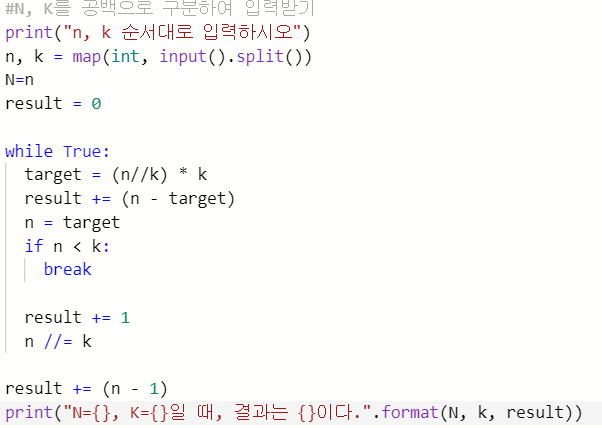 #N, K를 공백으로 구분하여 입력받기
print("n, k 순서대로 입력하시오")
n, k = map(int, input().split())
N=n
result = 0
while True:
target = (n//k) * k
result += (n - target)
n = target
if n < k:
break
result += 1
n //= k
result += (n - 1)
print("N={}, K={}일 때, 결과는 {}이다.".format(N, k, result))